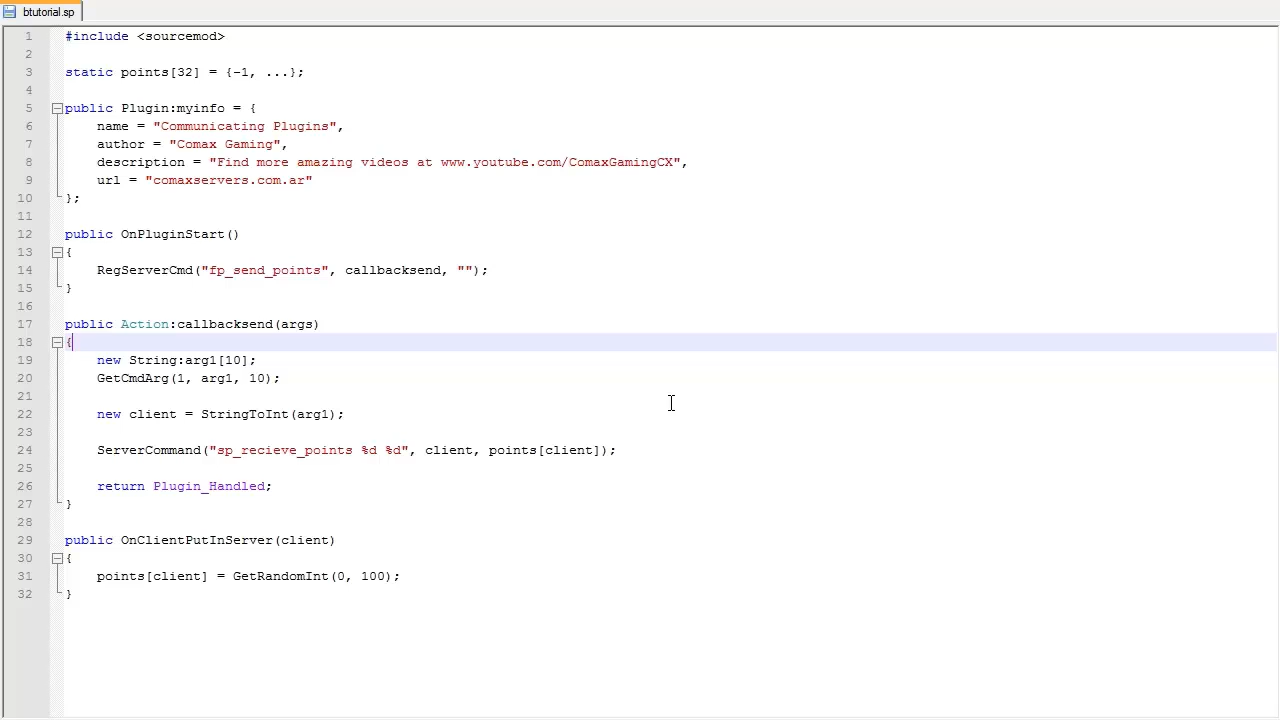 btutorial.sp
1 #include <sourcemod>
2
3 static points[32] = {-1, ...};
4
5 public Plugin:myinfo = {
6 name = "Communicating Plugins",
7 author = "Comax Gaming",
8 description = "Find more amazing videos at www.youtube.com/ComaxGamingCX",
9 url = "comaxservers.com.ar"
10 };
11
12 public OnPluginStart()
13 {
14 RegServerCmd("fp_send_points", callbacksend, "");
15 }
16
17 public Action:callbacksend(args)
18 {
19 new String:arg1[10];
20 GetCmdArg(1, arg1, 10);
21
22 new client = StringToInt(arg1);
23
24 ServerCommand("sp_recieve_points %d %d", client, points[client]);
25
26 return Plugin_Handled;
27 }
28
29 public OnClientPutInServer(client)
30 {
31 points[client] = GetRandomInt(0, 100);
32 }